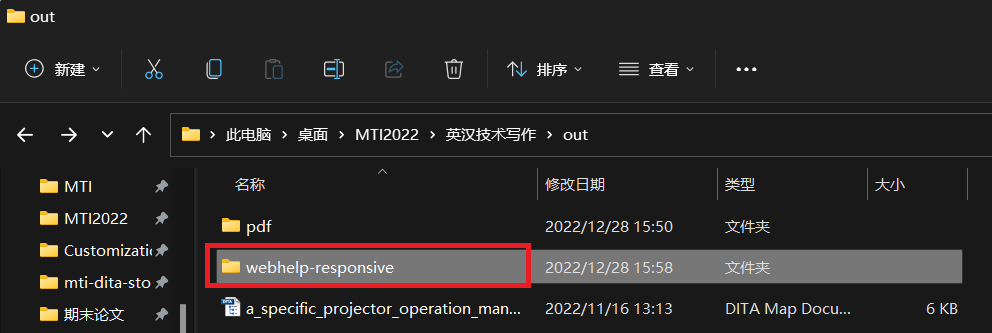 out
新建 排序 查看
此电脑 桌面 MTI2022 英汉技术写作 out
名称 修改日期 类型 大小
MTI
MTI2022
Customizatio
mti-dita-sto
期末论文
pdf 2022/12/28 15:50 文件夹
webhelp-responsive 2022/12/28 15:58 文件夹
a_specific_projector_operation_man... 2022/11/16 13:13 DITA Map Docu... 6 KB